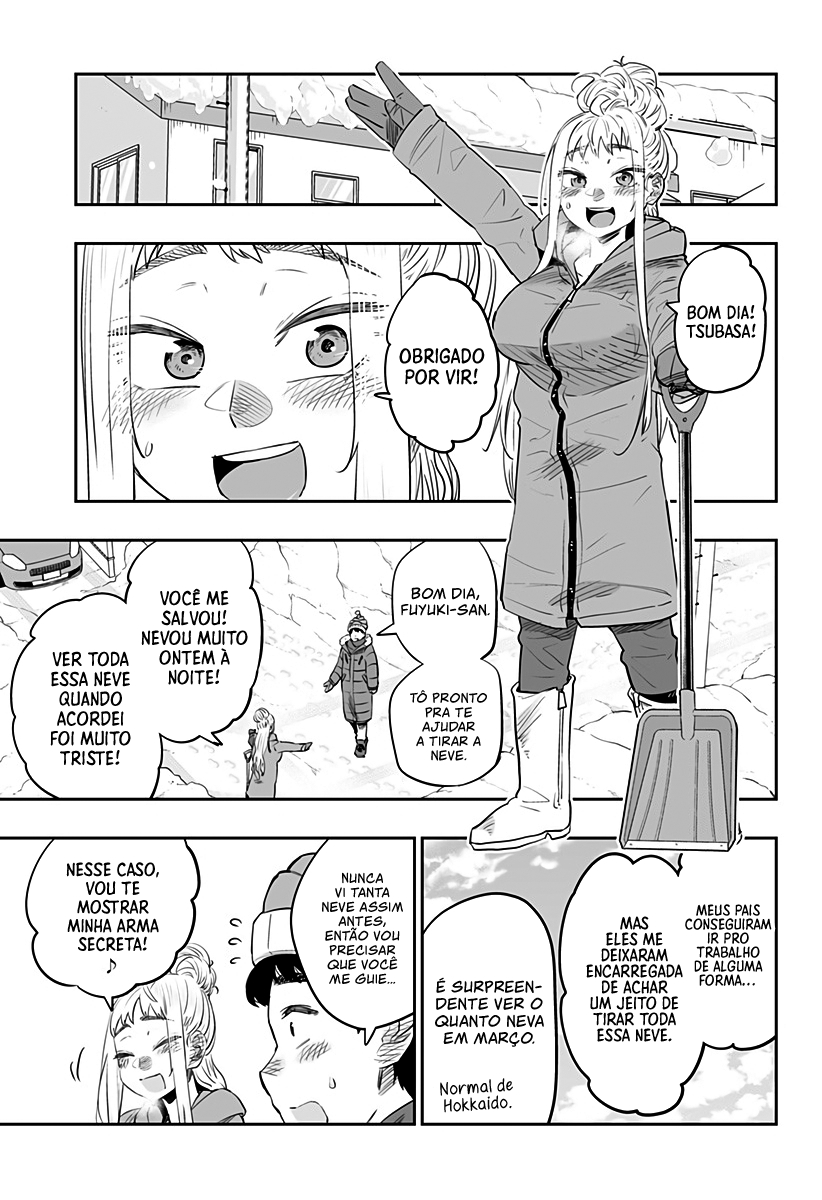 BOM DIA!
TSUBASA!
OBRIGADO
POR VIR!
BOM DIA,
FUYUKI-SAN.
TÔ PRONTO
PRA TE
AJUDAR
A TIRAR A
NEVE.
VOCÊ ME
SALVOU!
NEVOU MUITO
ONTEM À
NOITE!
VER TODA
ESSA NEVE
QUANDO
ACORDEI
FOI MUITO
TRISTE!
MEUS PAIS
CONSEGUIRAM
IR PRO
TRABALHO
DE ALGUMA
FORMA...
MAS
ELES ME
DEIXARAM
ENCARREGADA
DE ACHAR
UM JEITO DE
TIRAR TODA
ESSA NEVE.
É SURPREEN-
DENTE VER O
QUANTO NEVA
EM MARÇO.
Normal de
Hokkaido.
NUNCA
VI TANTA
NEVE ASSIM
ANTES,
ENTÃO VOU
PRECISAR
QUE VOCÊ
ME GUIE...
NESSE CASO,
VOU TE
MOSTRAR
MINHA ARMA
SECRETA!
♪